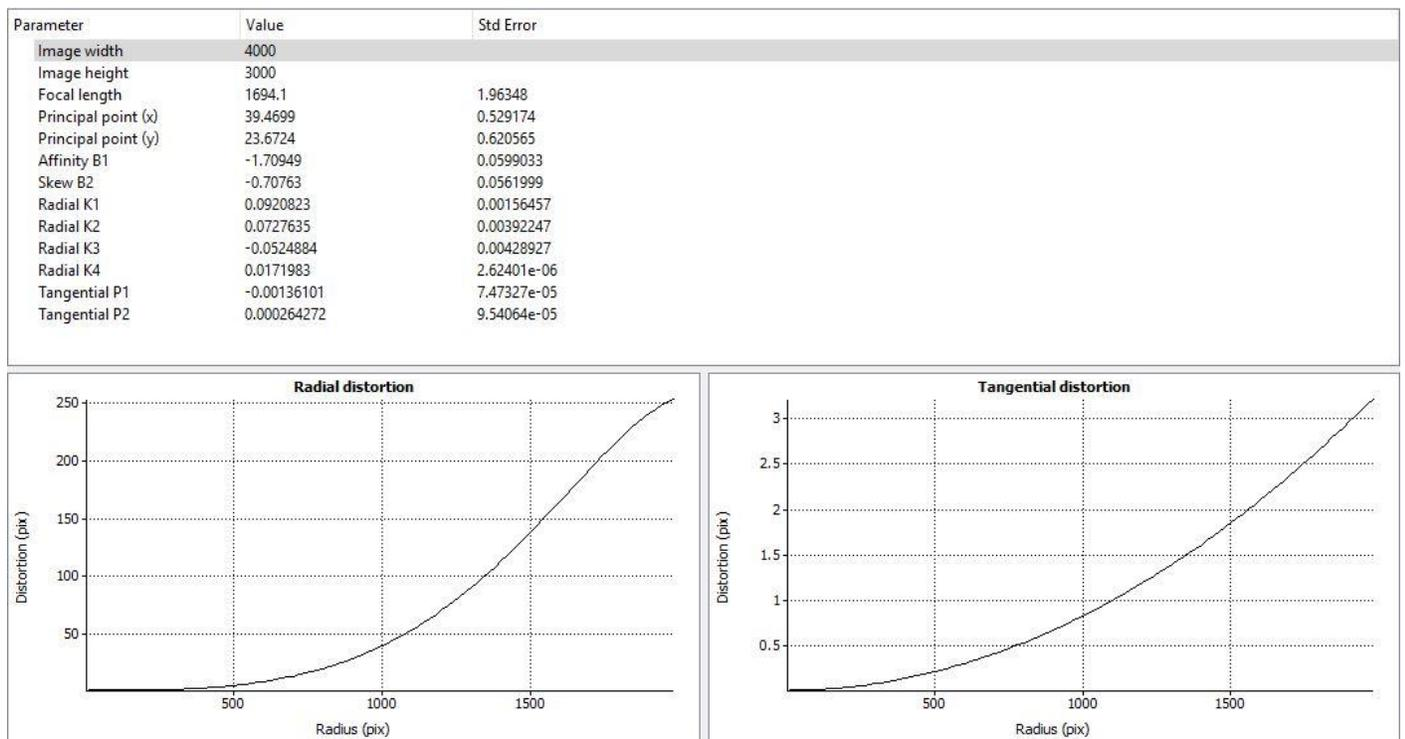 Parameter Value Std Error
Image width 4000
Image height 3000
Focal length 1694.1 1.96348
Principal point (x) 39.4699 0.529174
Principal point (y) 23.6724 0.620565
Affinity B1 -1.70949 0.0599033
Skew B2 -0.70763 0.0561999
Radial K1 0.0920823 0.00156457
Radial K2 0.0727635 0.00392247
Radial K3 -0.0524884 0.00428927
Radial K4 0.0171983 2.62401e-06
Tangential P1 -0.00136101 7.47327e-05
Tangential P2 0.000264272 9.54064e-05
Radial distortion
250
200
150
100
50
Distortion (pix)
500 1000 1500
Radius (pix)
Tangential distortion
3
2.5
2
1.5
1
0.5
Distortion (pix)
500 1000 1500
Radius (pix)